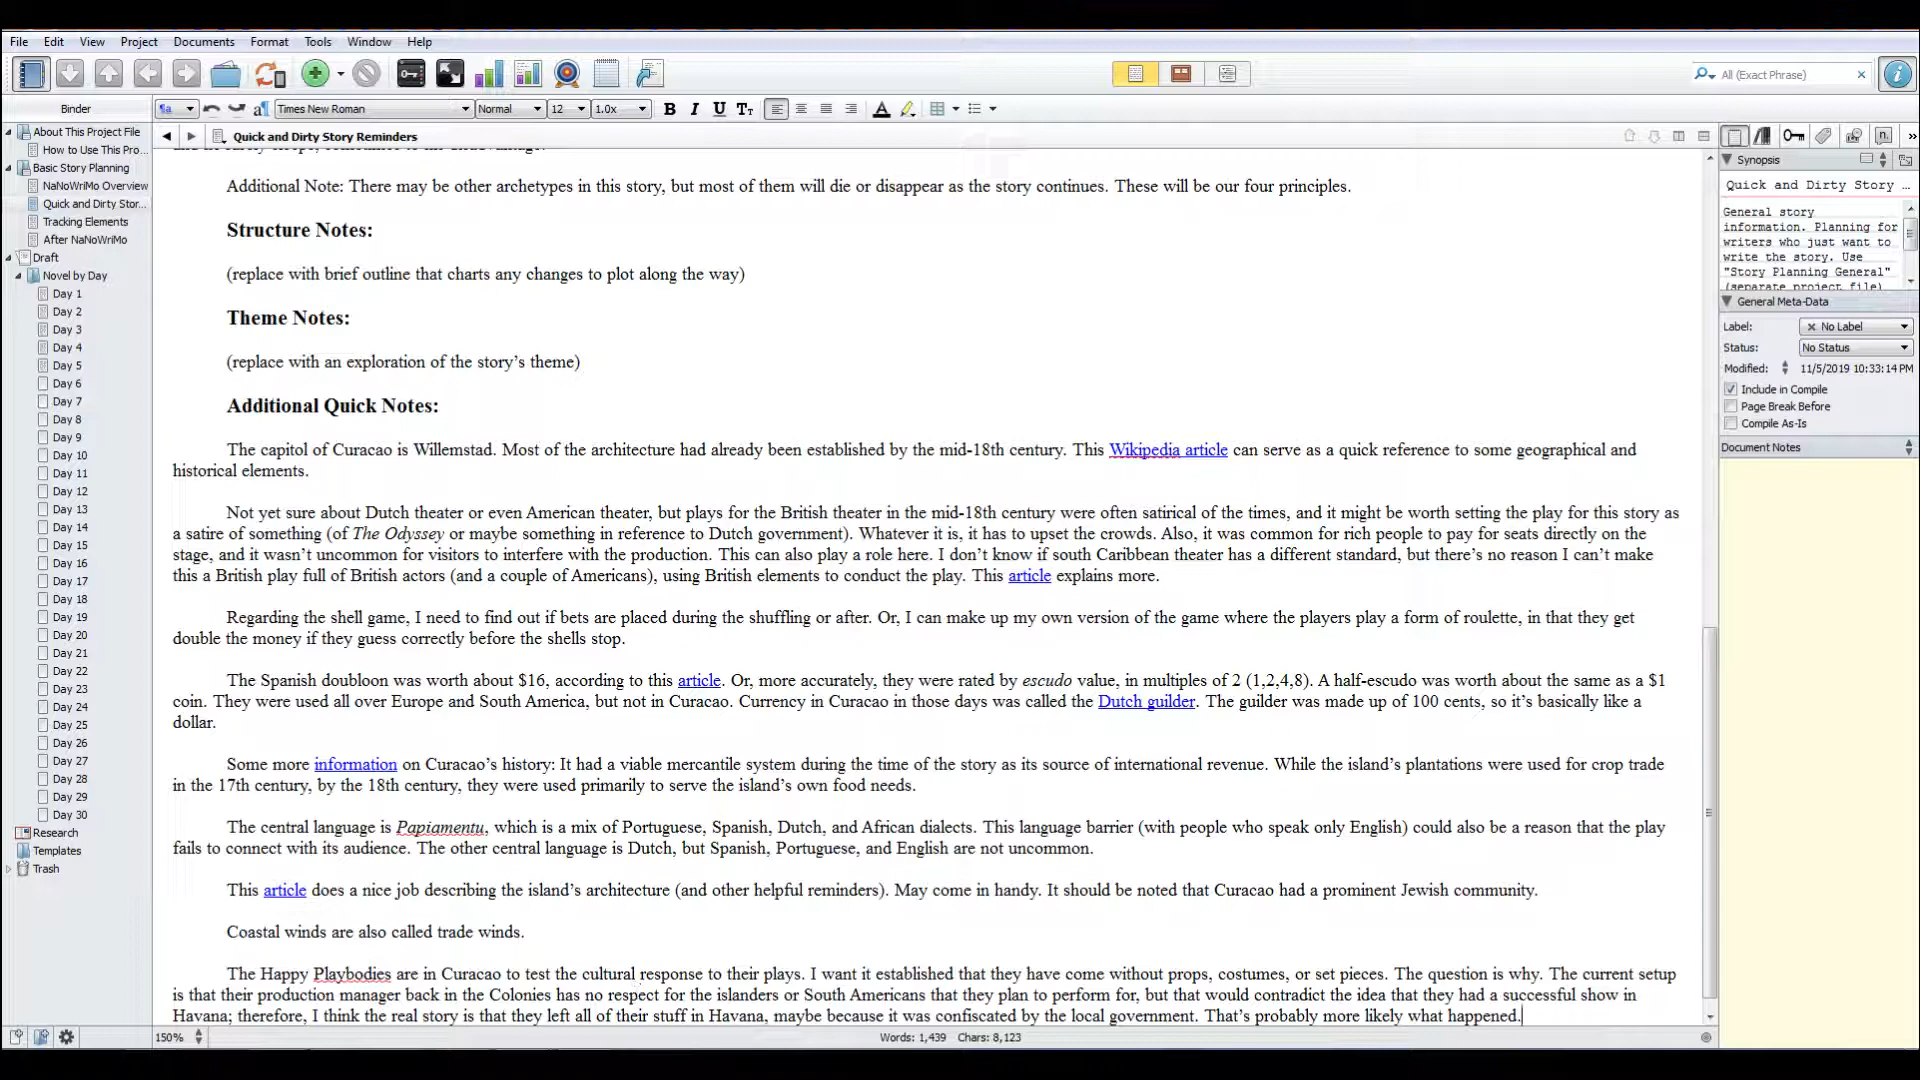 File Edit View Project Documents Format Tools Window Help
All (Exact Phrase)
Binder
Times New Roman Normal 12 1.0x B I U
Quick and Dirty Story Reminders
About This Project File
How to Use This Pro...
Basic Story Planning
NaNoWriMo Overview
Quick and Dirty Stor...
Tracking Elements
After NaNoWriMo
Draft
Novel by Day
Day 1
Day 2
Day 3
Day 4
Day 5
Day 6
Day 7
Day 8
Day 9
Day 10
Day 11
Day 12
Day 13
Day 14
Day 15
Day 16
Day 17
Day 18
Day 19
Day 20
Day 21
Day 22
Day 23
Day 24
Day 25
Day 26
Day 27
Day 28
Day 29
Day 30
Research
Templates
Trash
Additional Note: There may be other archetypes in this story, but most of them will die or disappear as the story continues. These will be our four principles.
Structure Notes:
(replace with brief outline that charts any changes to plot along the way)
Theme Notes:
(replace with an exploration of the story’s theme)
Additional Quick Notes:
The capitol of Curacao is Willemstad. Most of the architecture had already been established by the mid-18th century. This Wikipedia article can serve as a quick reference to some geographical and
historical elements.
Not yet sure about Dutch theater or even American theater, but plays for the British theater in the mid-18th century were often satirical of the times, and it might be worth setting the play for this story as
a satire of something (of The Odyssey or maybe something in reference to Dutch government). Whatever it is, it has to upset the crowds. Also, it was common for rich people to pay for seats directly on the
stage, and it wasn’t uncommon for visitors to interfere with the production. This can also play a role here. I don’t know if south Caribbean theater has a different standard, but there’s no reason I can’t make
this a British play full of British actors (and a couple of Americans), using British elements to conduct the play. This article explains more.
Regarding the shell game, I need to find out if bets are placed during the shuffling or after. Or, I can make up my own version of the game where the players play a form of roulette, in that they get
double the money if they guess correctly before the shells stop.
The Spanish doubloon was worth about $16, according to this article. Or, more accurately, they were rated by escudo value, in multiples of 2 (1,2,4,8). A half-escudo was worth about the same as a $1
coin. They were used all over Europe and South America, but not in Curacao. Currency in Curacao in those days was called the Dutch guilder. The guilder was made up of 100 cents, so it’s basically like a
dollar.
Some more information on Curacao’s history: It had a viable mercantile system during the time of the story as its source of international revenue. While the island’s plantations were used for crop trade
in the 17th century, by the 18th century, they were used primarily to serve the island’s own food needs.
The central language is Papiamentu, which is a mix of Portuguese, Spanish, Dutch, and African dialects. This language barrier (with people who speak only English) could also be a reason that the play
fails to connect with its audience. The other central language is Dutch, but Spanish, Portuguese, and English are not uncommon.
This article does a nice job describing the island’s architecture (and other helpful reminders). May come in handy. It should be noted that Curacao had a prominent Jewish community.
Coastal winds are also called trade winds.
The Happy Playbodies are in Curacao to test the cultural response to their plays. I want it established that they have come without props, costumes, or set pieces. The question is why. The current setup
is that their production manager back in the Colonies has no respect for the islanders or South Americans that they plan to perform for, but that would contradict the idea that they had a successful show in
Havana; therefore, I think the real story is that they left all of their stuff in Havana, maybe because it was confiscated by the local government. That’s probably more likely what happened.
150%
Words: 1,439 Chars: 8,123
Synopsis
Quick and Dirty Story ...
General story
information. Planning for
writers who just want to
write the story. Use
"Story Planning General"
(separate project file)
General Meta-Data
Label: No Label
Status: No Status
Modified: 11/5/2019 10:33:14 PM
Include in Compile
Page Break Before
Compile As-Is
Document Notes